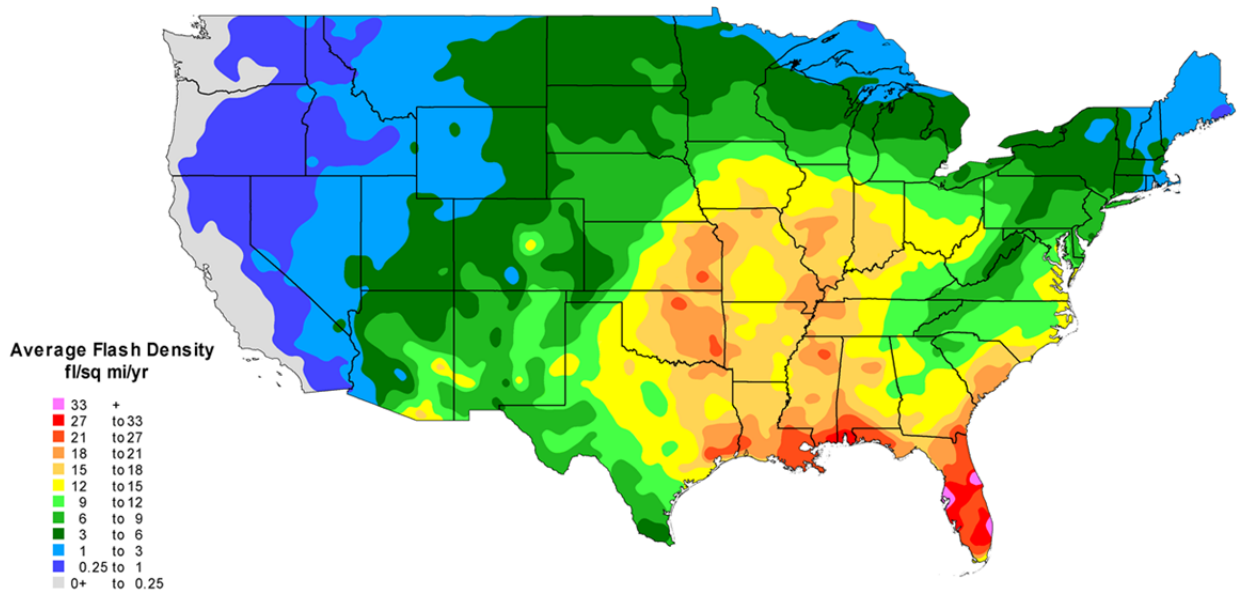 Average Flash Density
fl/sq mi/yr
33 +
27 to 33
21 to 27
18 to 21
15 to 18
12 to 15
9 to 12
6 to 9
3 to 6
1 to 3
0.25 to 1
0+ to 0.25